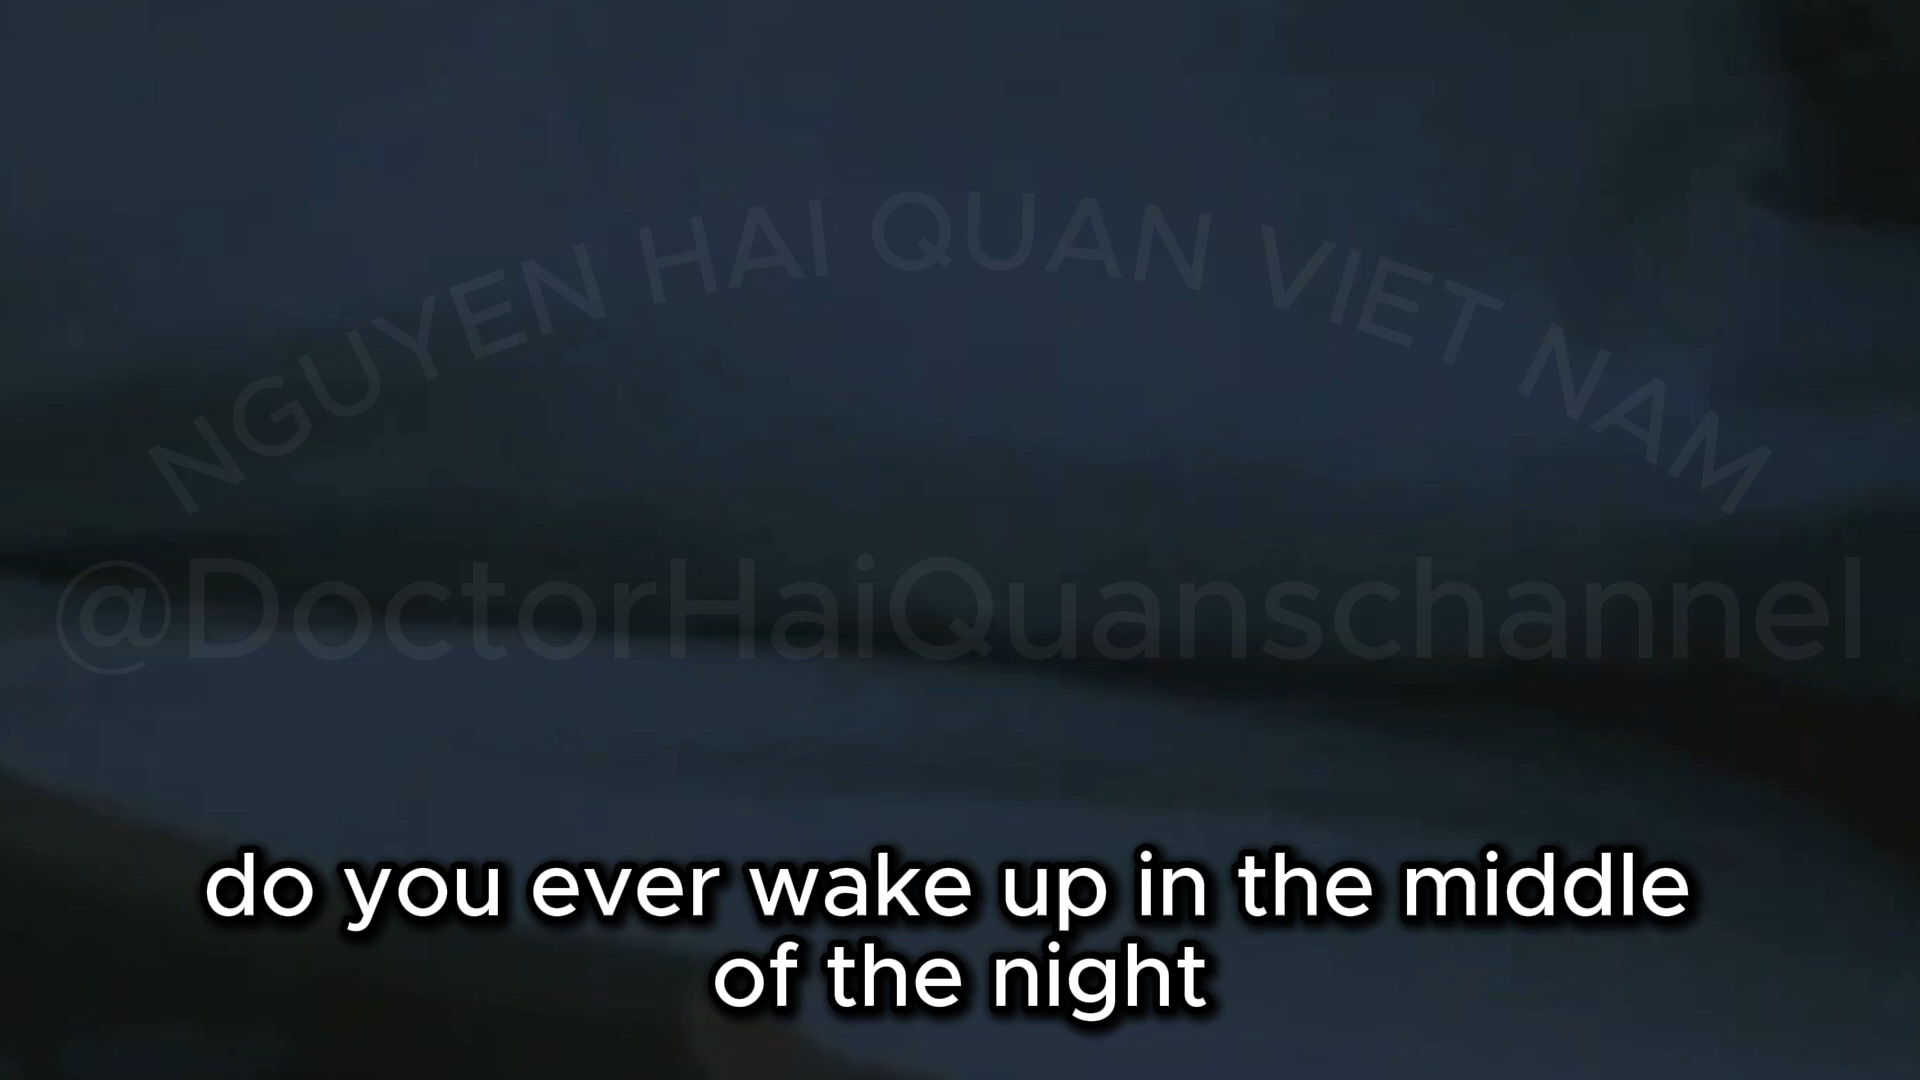 NGUYEN HAI QUAN VIET NAM
@DoctorHaiQuanschannel
do you ever wake up in the middle
of the night